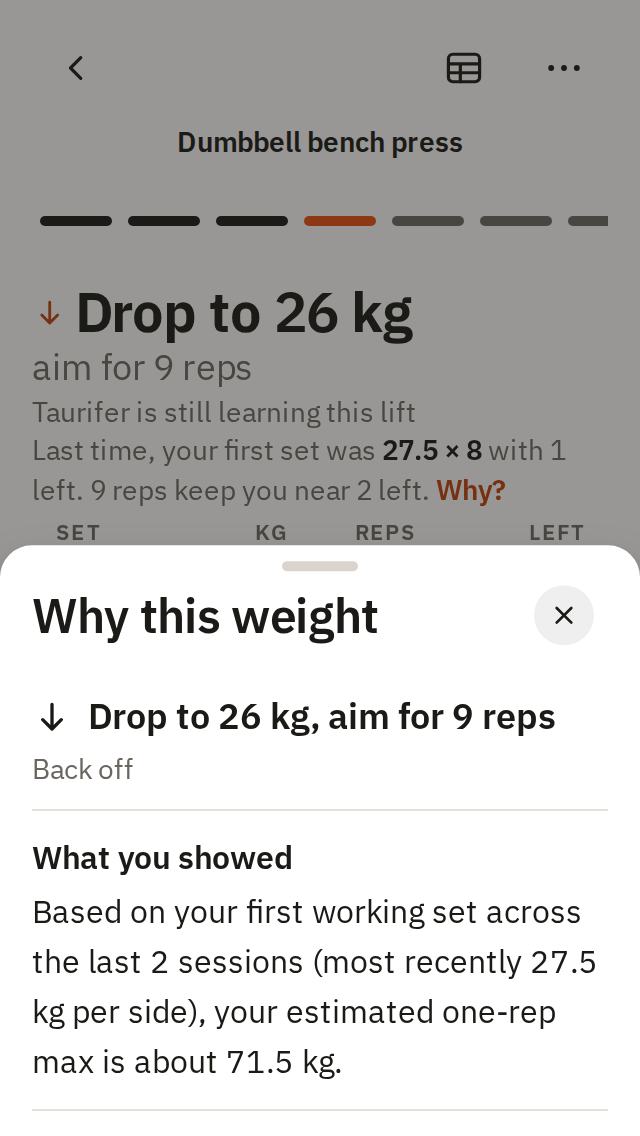 Dumbbell bench press
Drop to 26 kg
aim for 9 reps
Taurifer is still learning this lift
Last time, your first set was 27.5 × 8 with 1
left. 9 reps keep you near 2 left. Why?
SET KG REPS LEFT
Why this weight
Drop to 26 kg, aim for 9 reps
Back off
What you showed
Based on your first working set across
the last 2 sessions (most recently 27.5
kg per side), your estimated one-rep
max is about 71.5 kg.